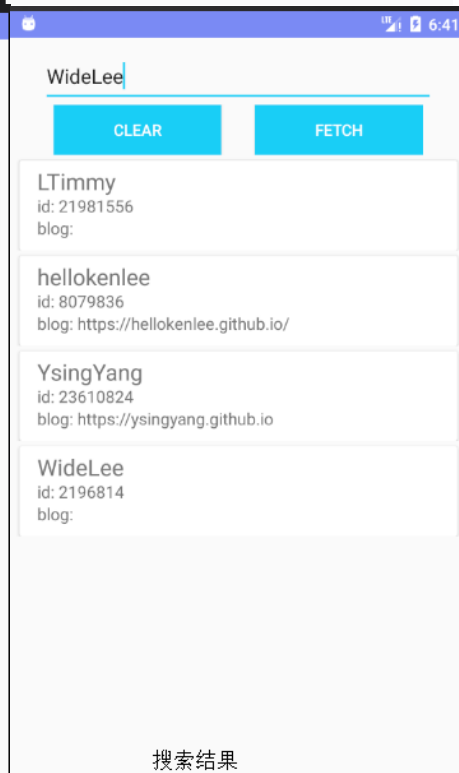 LTE 6:41
WideLee
CLEAR FETCH
LTimmy
id: 21981556
blog:
hellokenlee
id: 8079836
blog: https://hellokenlee.github.io/
YsingYang
id: 23610824
blog: https://ysingyang.github.io
WideLee
id: 2196814
blog:
搜索结果